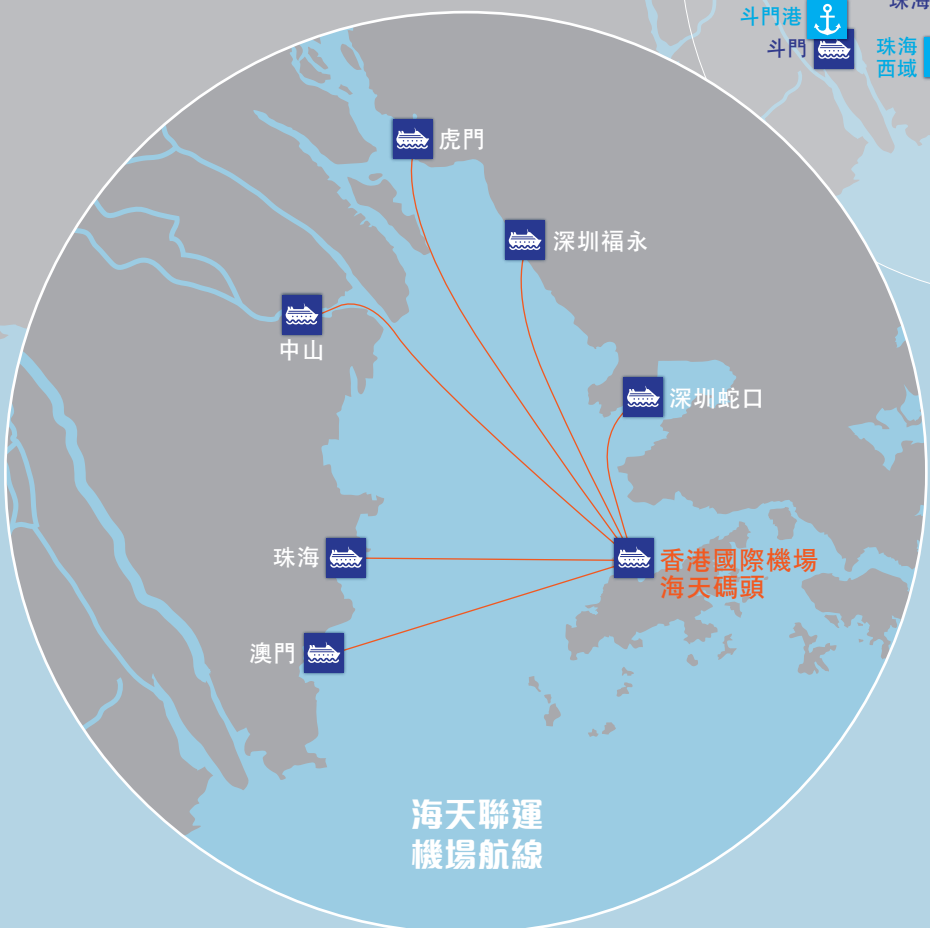 斗門港
珠海
斗門
珠海
西域
虎門
深圳福永
中山
深圳蛇口
珠海
香港國際機場
海天碼頭
澳門
海天聯運
機場航線